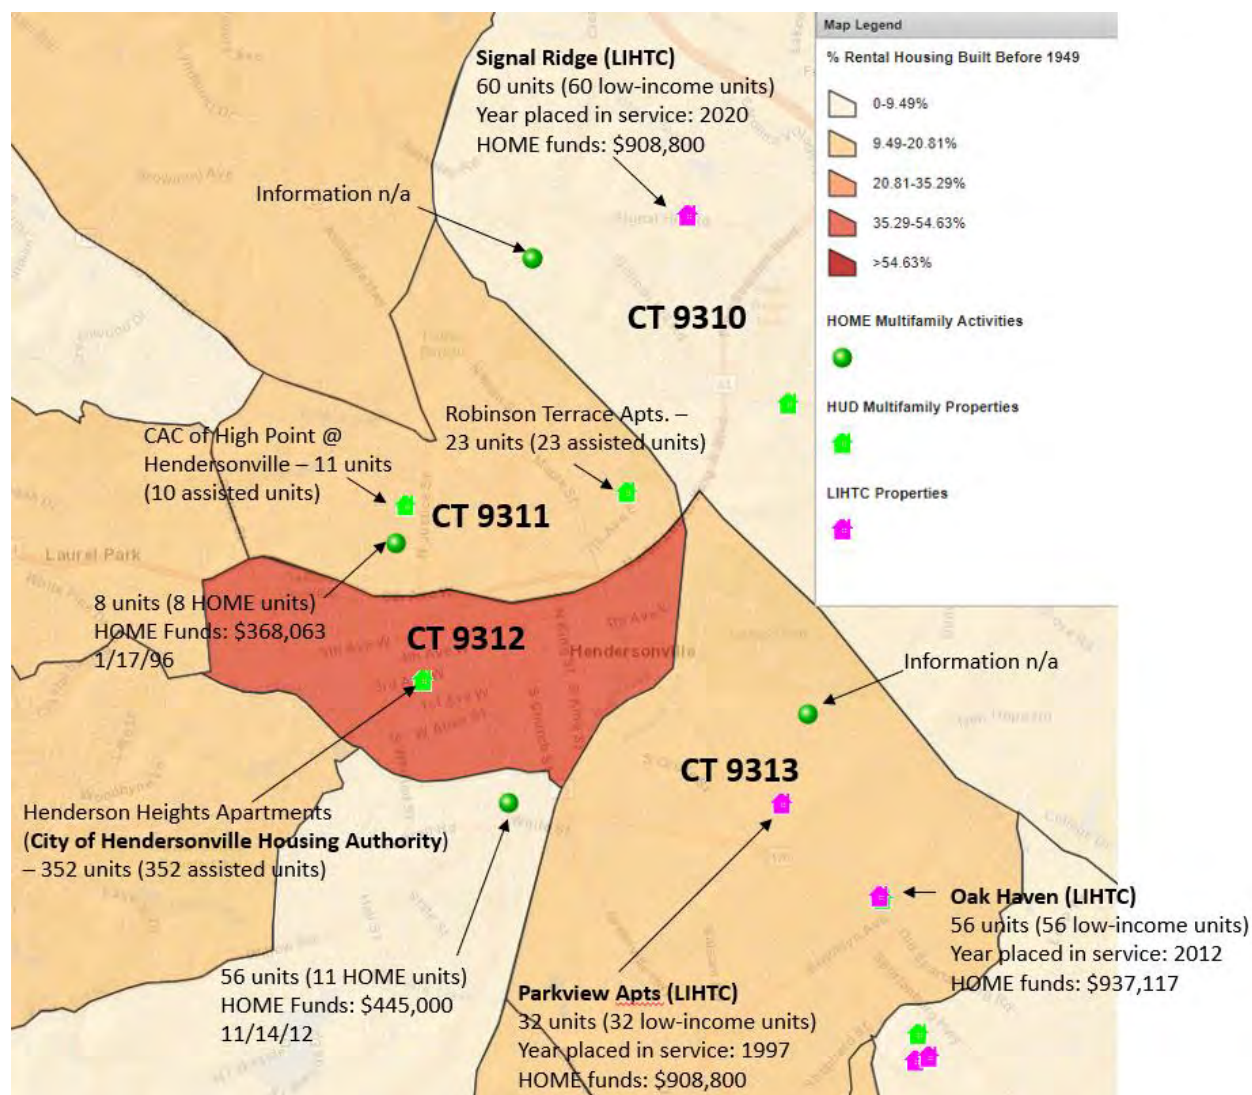 Map Legend
% Rental Housing Built Before 1949
0-9.49%
9.49-20.81%
20.81-35.29%
35.29-54.63%
>54.63%
HOME Multifamily Activities
HUD Multifamily Properties
LIHTC Properties
Signal Ridge (LIHTC)
60 units (60 low-income units)
Year placed in service: 2020
HOME funds: $908,800
Information n/a
CT 9310
Robinson Terrace Apts. –
23 units (23 assisted units)
CAC of High Point @
Hendersonville – 11 units
(10 assisted units)
CT 9311
Laurel Park
8 units (8 HOME units)
HOME Funds: $368,063
1/17/96
CT 9312
Hendersonville
Information n/a
CT 9313
Henderson Heights Apartments
(City of Hendersonville Housing Authority)
– 352 units (352 assisted units)
Oak Haven (LIHTC)
56 units (56 low-income units)
Year placed in service: 2012
HOME funds: $937,117
56 units (11 HOME units)
HOME Funds: $445,000
11/14/12
Parkview Apts (LIHTC)
32 units (32 low-income units)
Year placed in service: 1997
HOME funds: $908,800